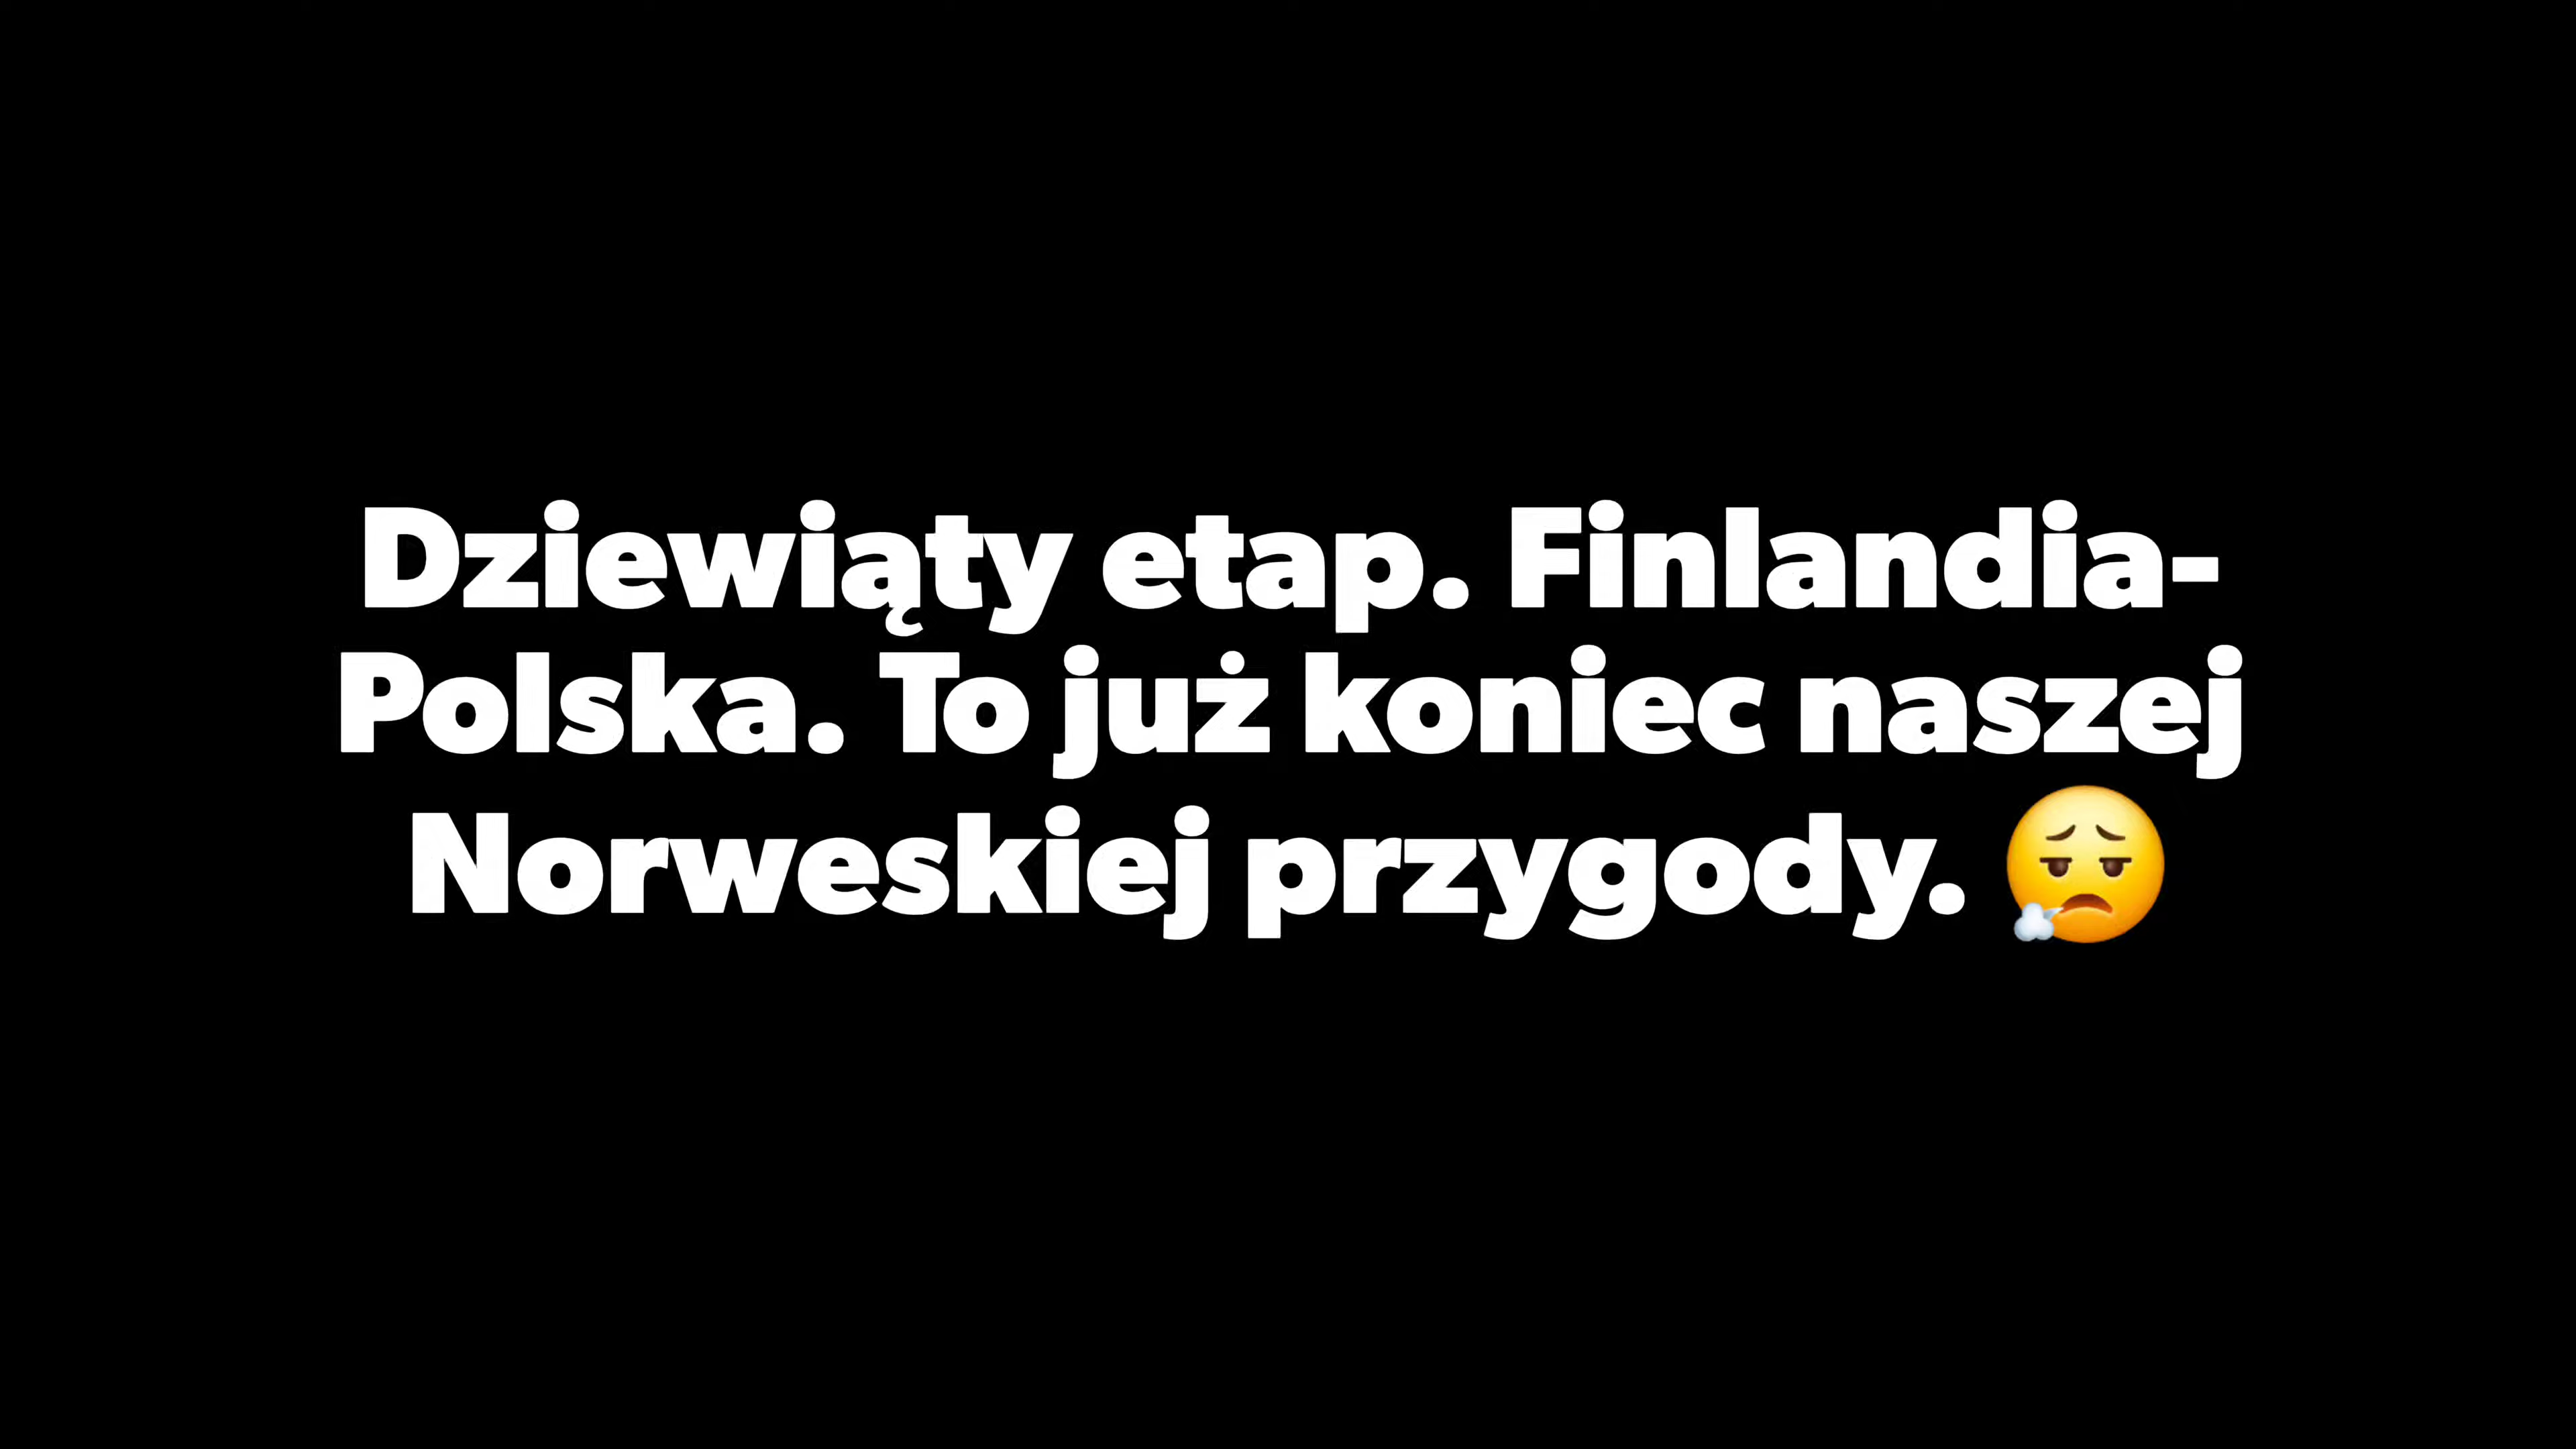 Dziewiąty etap. Finlandia-
Polska. To już koniec naszej
Norweskiej przygody. 😮‍💨